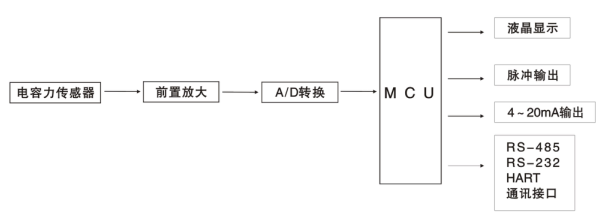 电容力传感器
前置放大
A/D转换
MCU
液晶显示
脉冲输出
4~20mA输出
RS-485
RS-232
HART
通讯接口